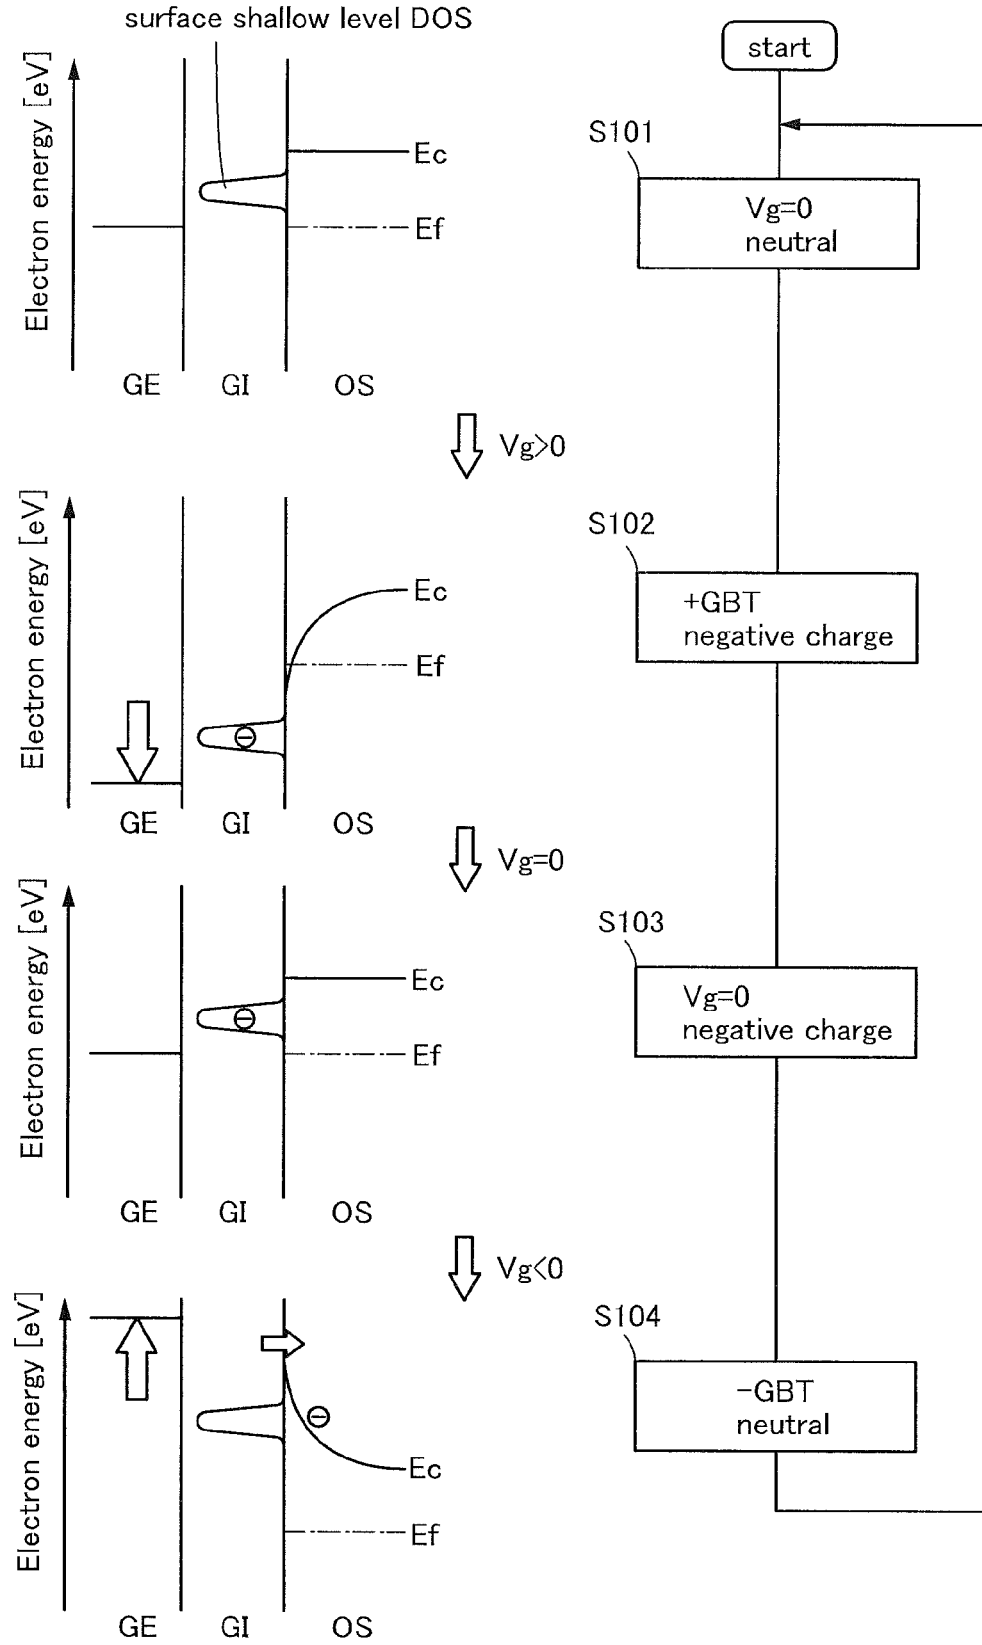 surface shallow level DOS
start
Electron energy [eV]
Ec
Ef
GE GI OS
S101
Vg=0
neutral
Vg>0
Electron energy [eV]
Ec
Ef
GE GI OS
S102
+GBT
negative charge
Vg=0
Electron energy [eV]
Ec
Ef
GE GI OS
S103
Vg=0
negative charge
Vg<0
Electron energy [eV]
Ec
Ef
GE GI OS
S104
-GBT
neutral